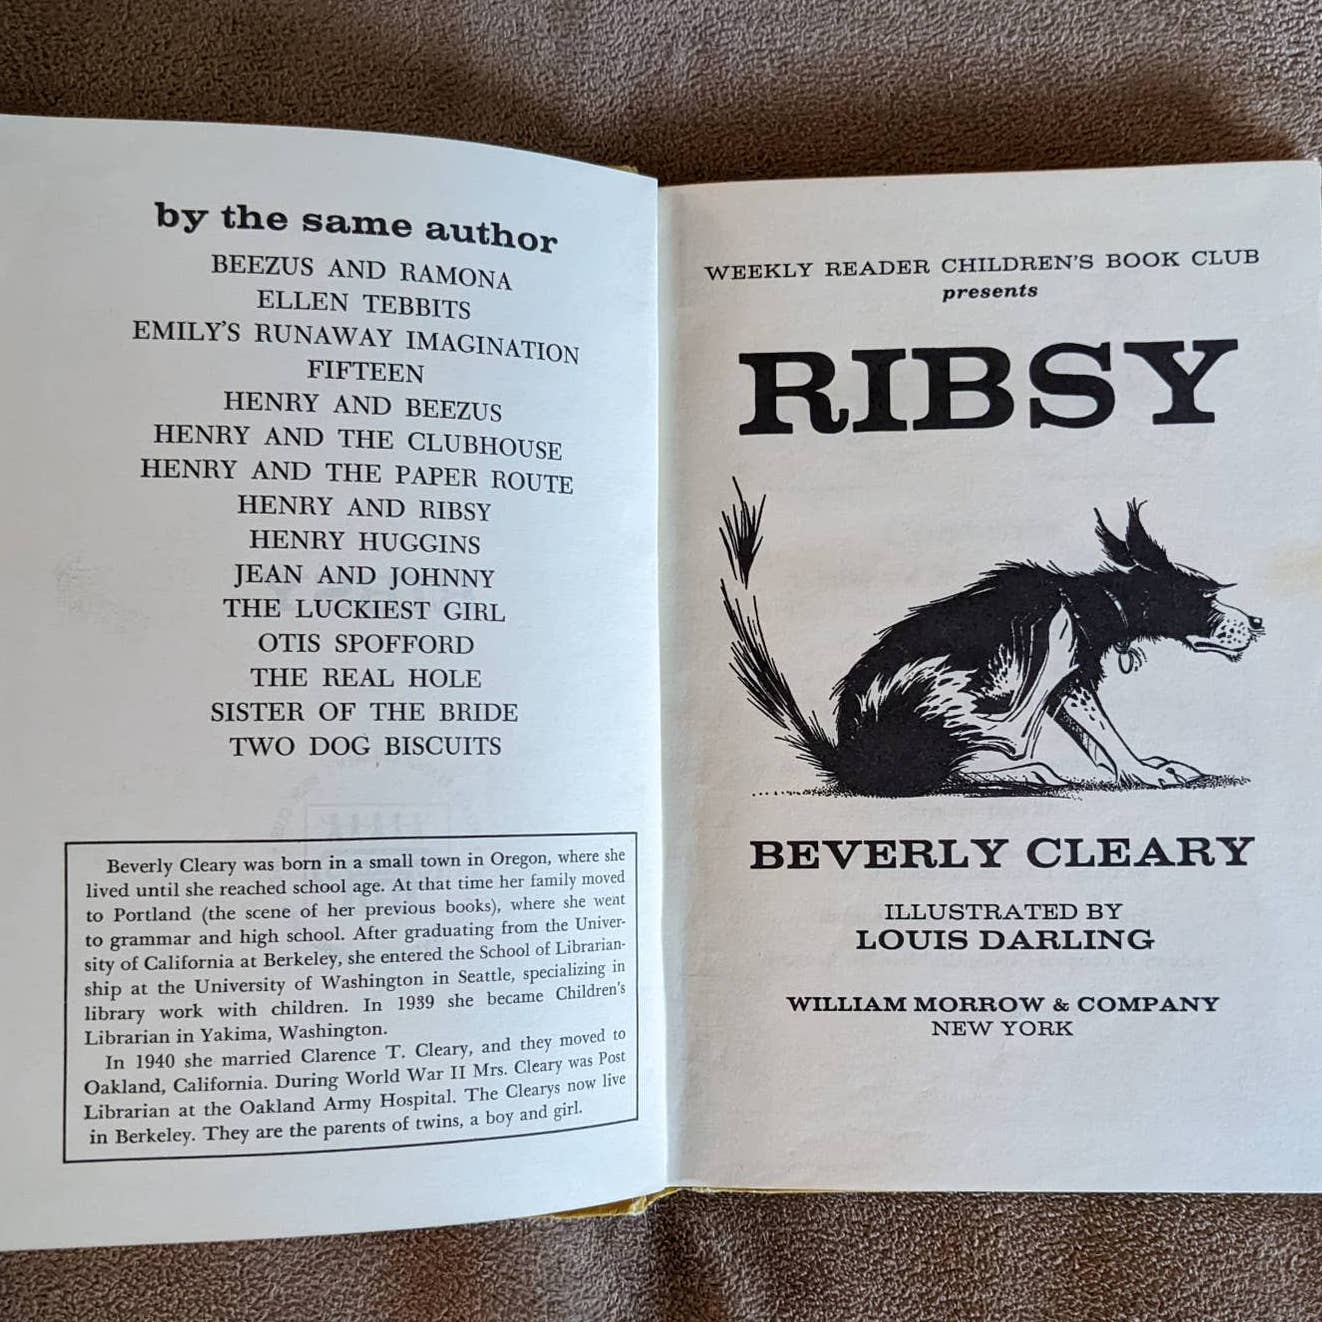 by the same author
BEEZUS AND RAMONA
ELLEN TEBBITS
EMILY'S RUNAWAY IMAGINATION
FIFTEEN
HENRY AND BEEZUS
HENRY AND THE CLUBHOUSE
HENRY AND THE PAPER ROUTE
HENRY AND RIBSY
HENRY HUGGINS
JEAN AND JOHNNY
THE LUCKIEST GIRL
OTIS SPOFFORD
THE REAL HOLE
SISTER OF THE BRIDE
TWO DOG BISCUITS
Beverly Cleary was born in a small town in Oregon, where she
lived until she reached school age. At that time her family moved
to Portland (the scene of her previous books), where she went
to grammar and high school. After graduating from the Univer-
sity of California at Berkeley, she entered the School of Librarian-
ship at the University of Washington in Seattle, specializing in
library work with children. In 1939 she became Children's
Librarian in Yakima, Washington.
In 1940 she married Clarence T. Cleary, and they moved to
Oakland, California. During World War II Mrs. Cleary was Post
Librarian at the Oakland Army Hospital. The Clearys now live
in Berkeley. They are the parents of twins, a boy and girl.
WEEKLY READER CHILDREN'S BOOK CLUB
presents
RIBSY
BEVERLY CLEARY
ILLUSTRATED BY
LOUIS DARLING
WILLIAM MORROW & COMPANY
NEW YORK